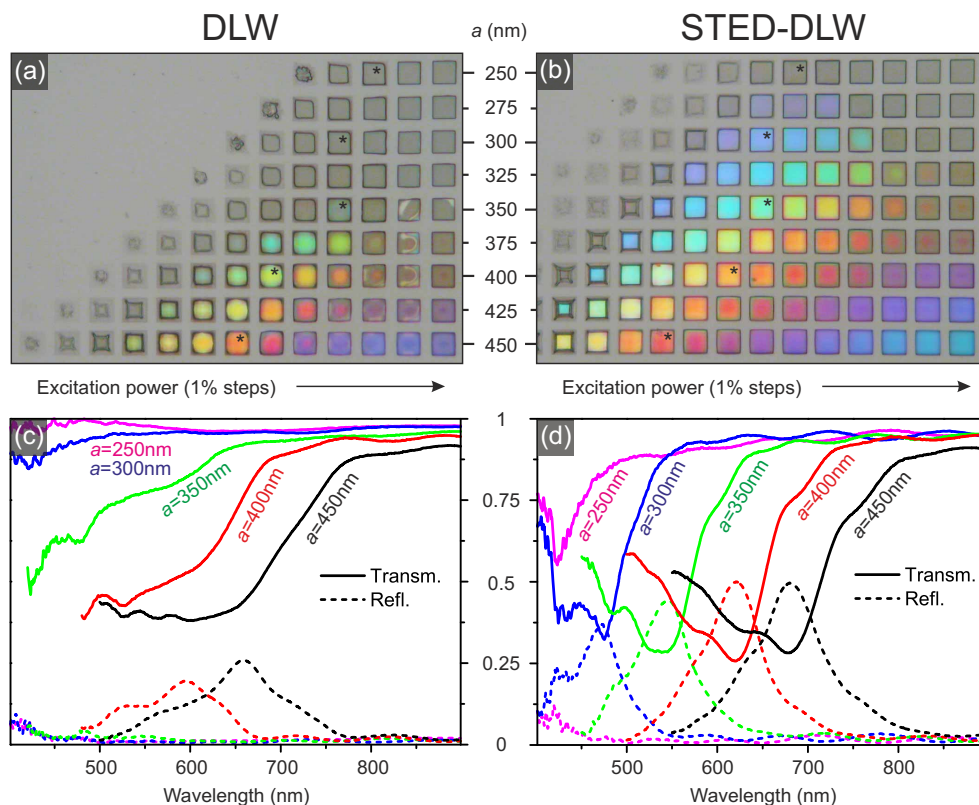 DLW
a (nm)
STED-DLW
(a)
(b)
*
*
250
275
*
*
300
325
*
*
350
375
*
*
400
425
*
*
450
Excitation power (1% steps)
Excitation power (1% steps)
(c)
(d)
a=250nm
a=300nm
a=350nm
a=400nm
a=450nm
Transm.
Refl.
500
600
700
800
Wavelength (nm)
1
0.75
0.5
0.25
0
a=250nm
a=300nm
a=350nm
a=400nm
a=450nm
Transm.
Refl.
500
600
700
800
Wavelength (nm)